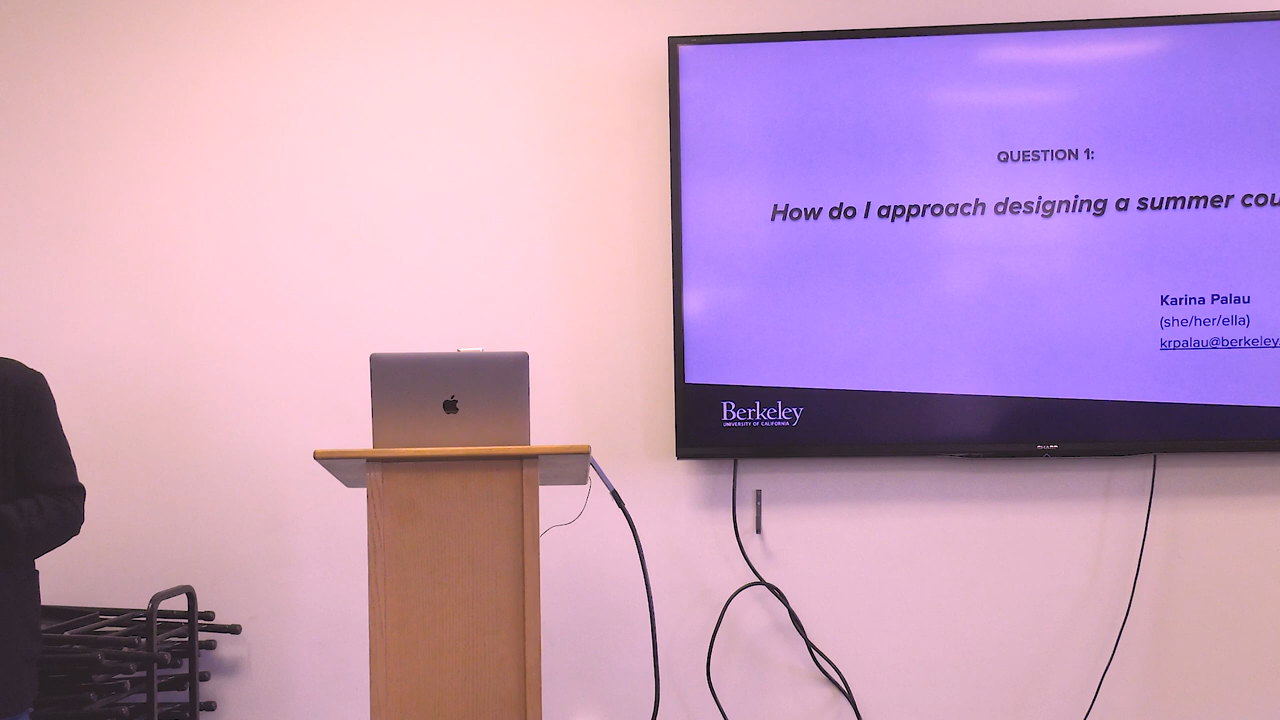 QUESTION 1:
How do I approach designing a summer cou
Karina Palau
(she/her/ella)
krpalau@berkeley.
Berkeley
UNIVERSITY OF CALIFORNIA
SHARP